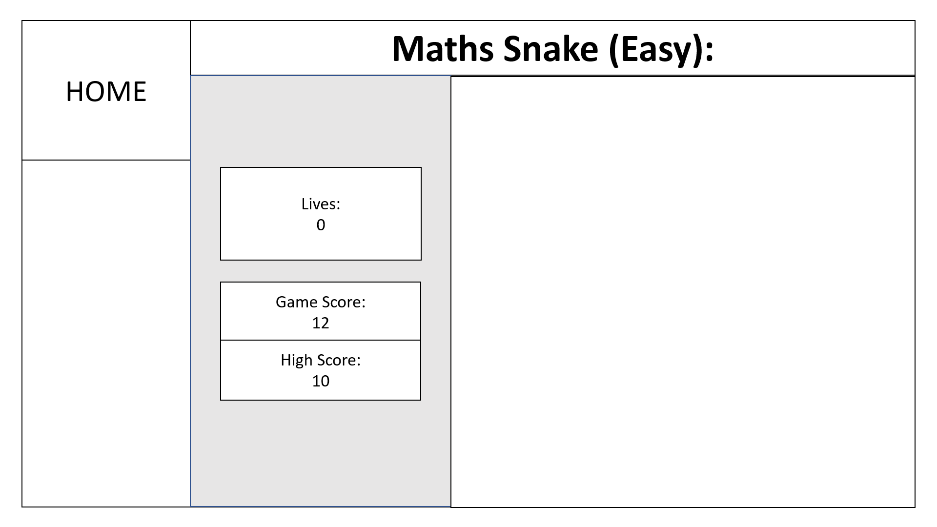 Maths Snake (Easy):
HOME
Lives:
0
Game Score:
12
High Score:
10